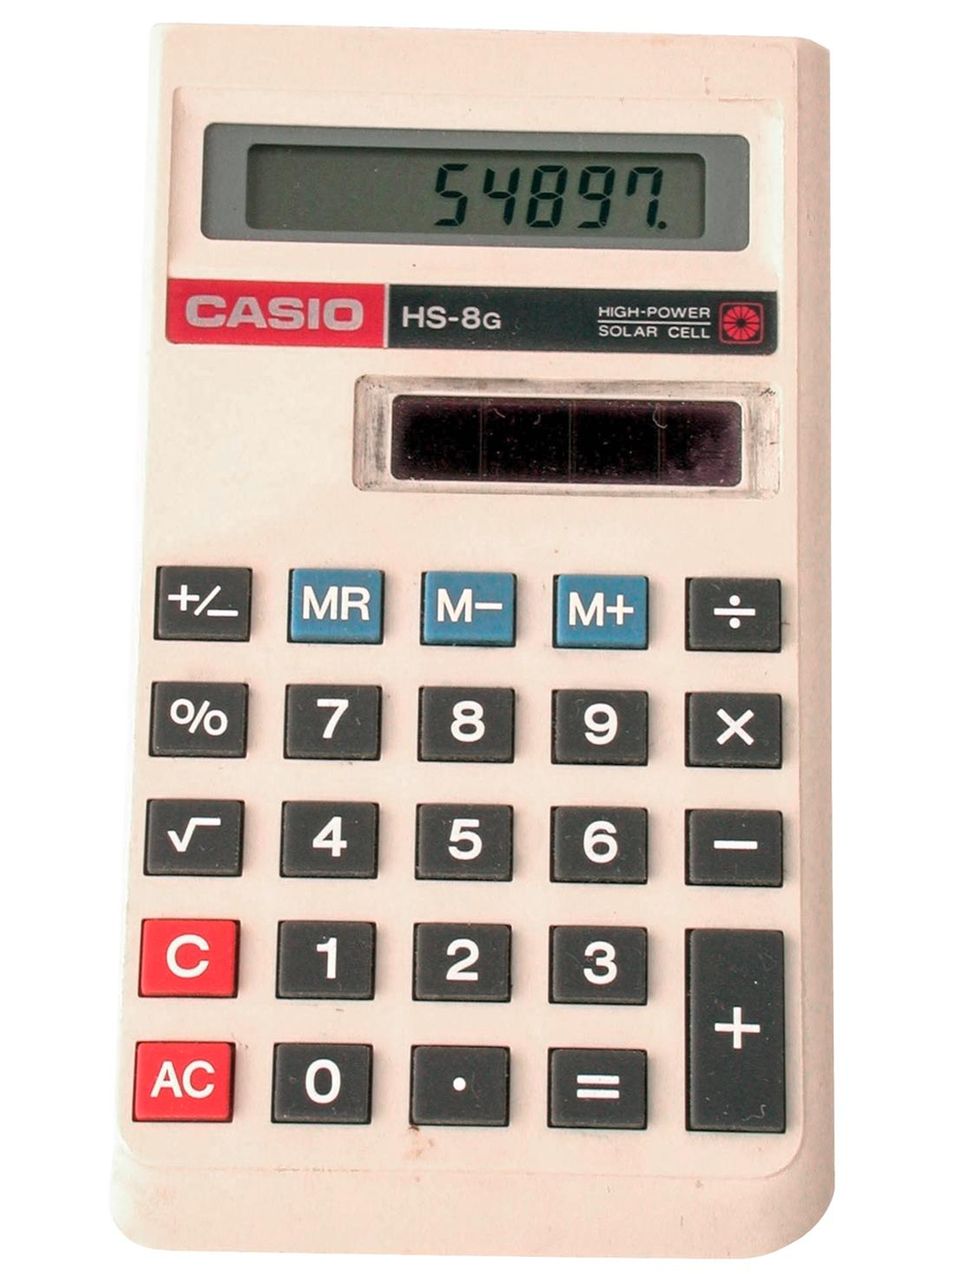 54897.
CASIO HS-8G HIGH-POWER
SOLAR CELL
+/− MR M− M+ ÷
% 7 8 9 ×
√ 4 5 6 −
C 1 2 3
+
AC 0 · =